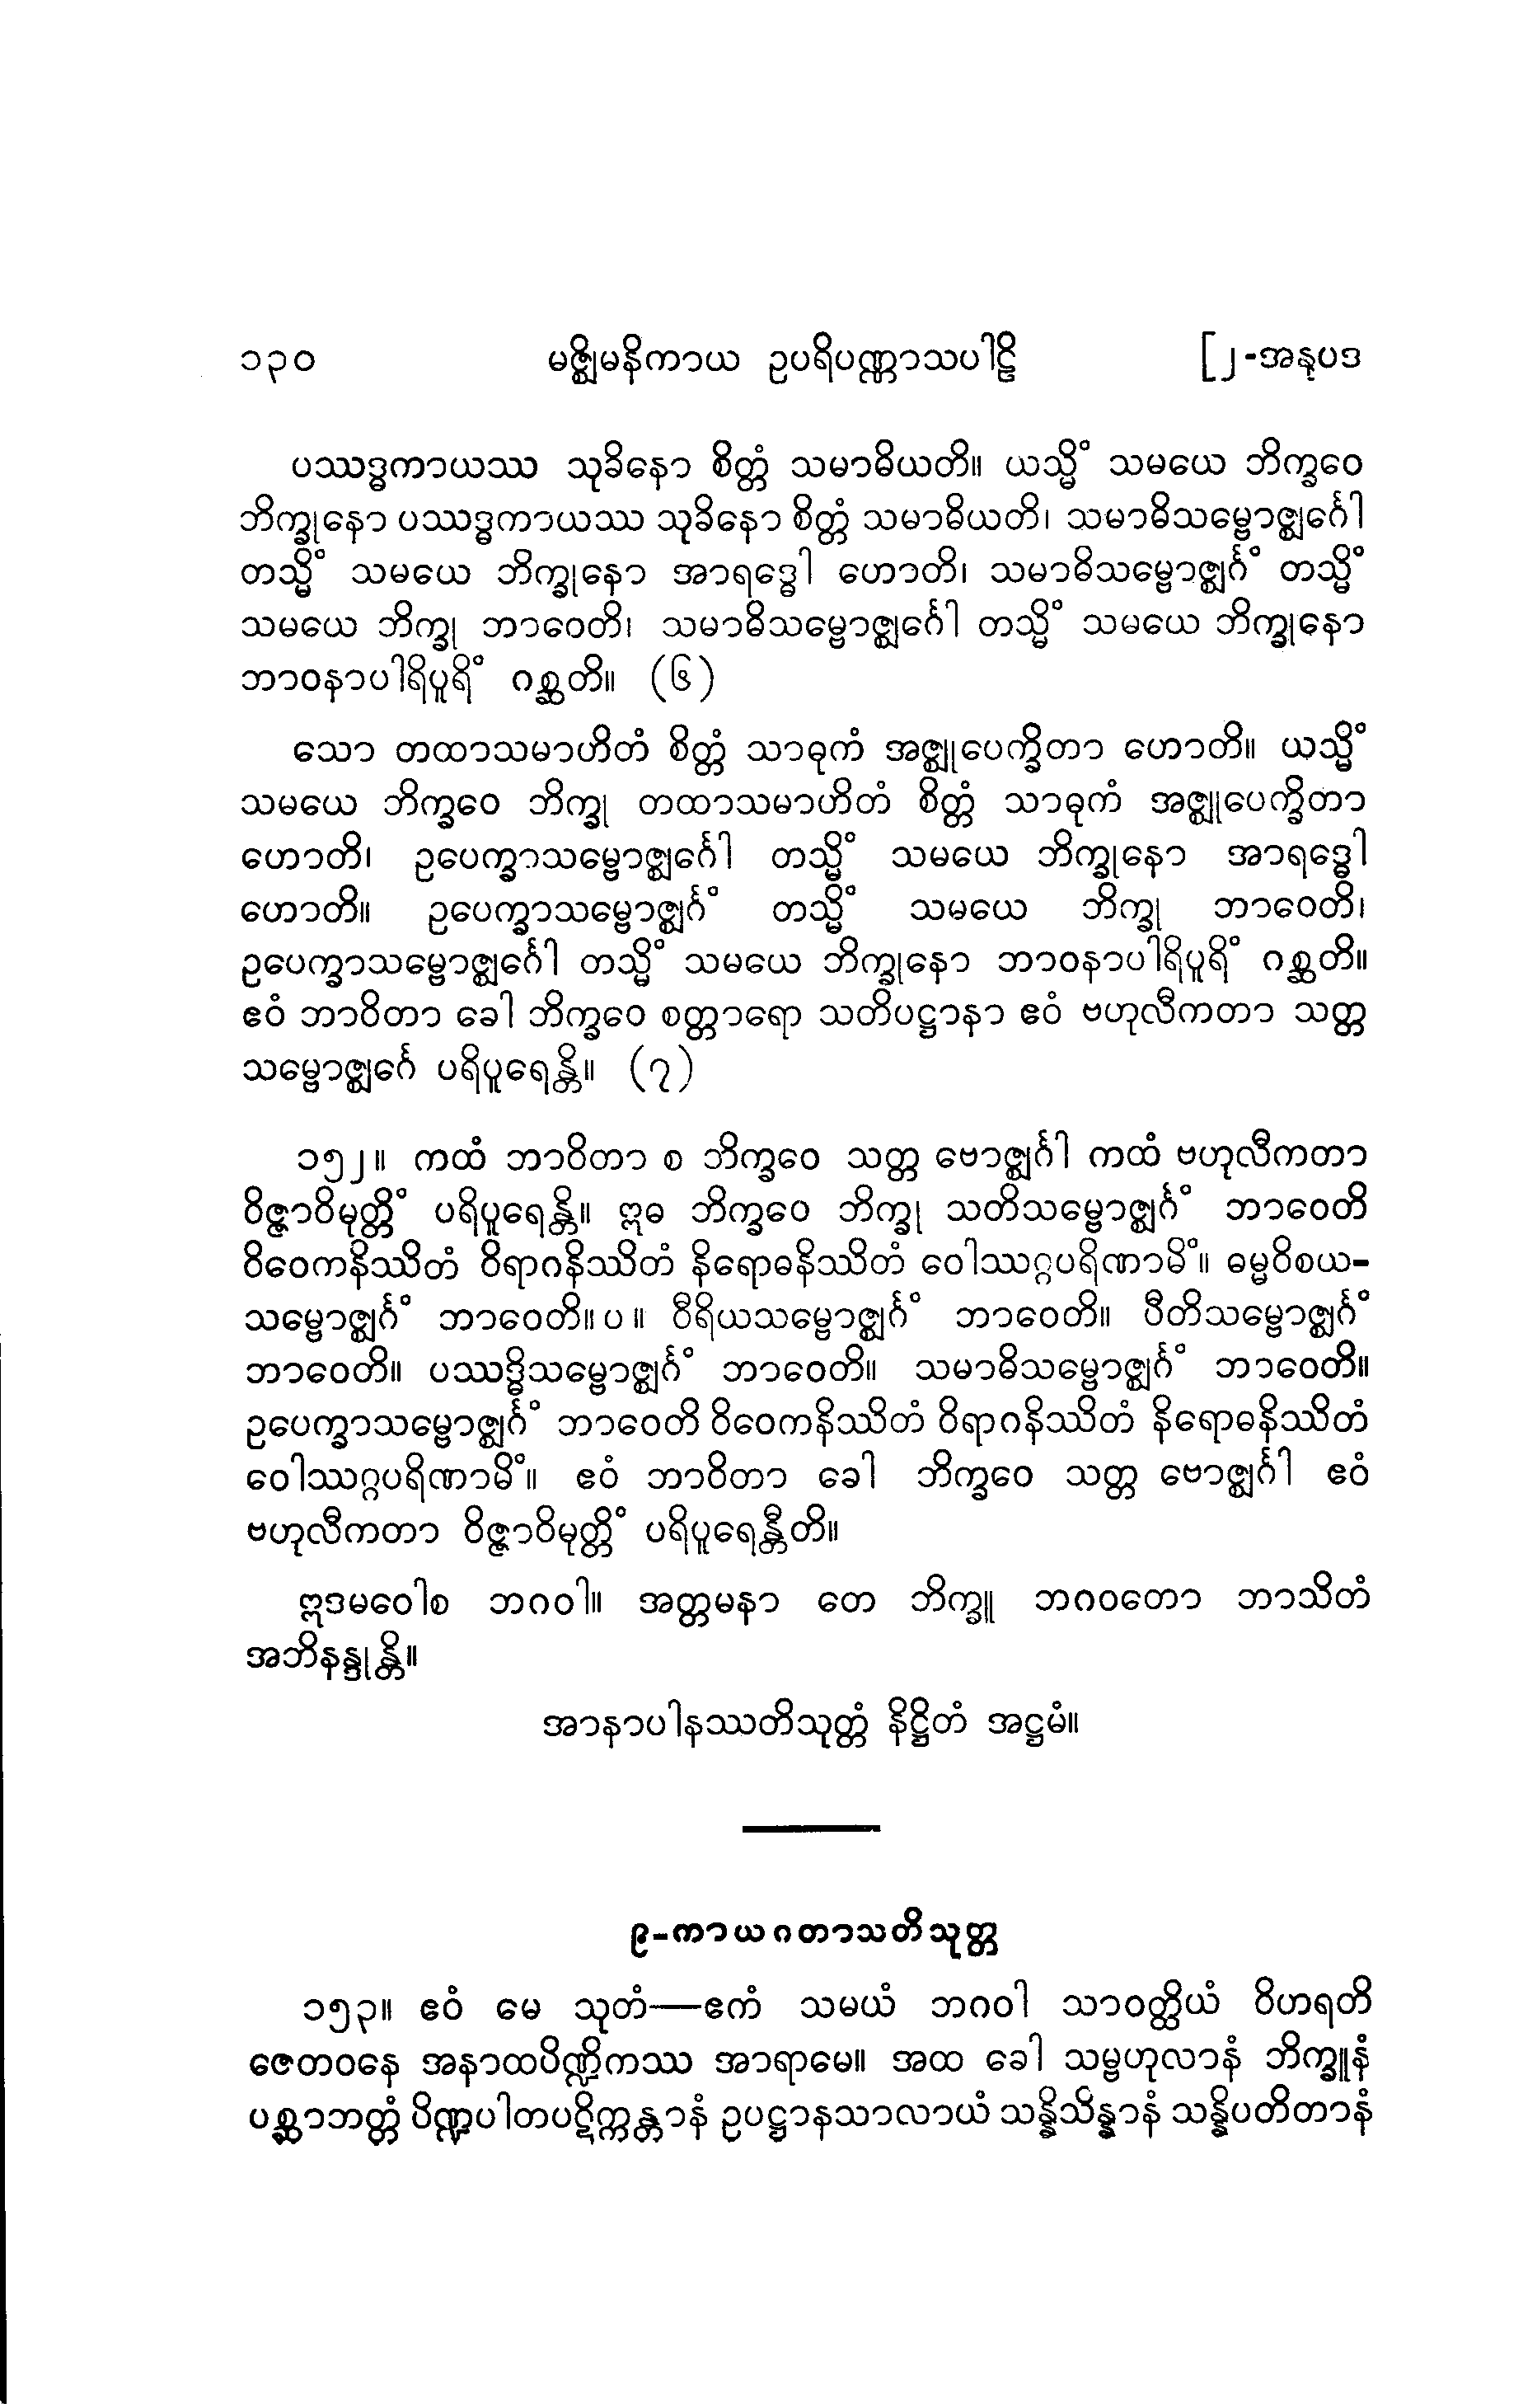 ၁၃၀ မဇ္ဈိမနိကာယ ဥပရိပဏ္ဏာသပါဠိ [၂-အနုပဒ
ပဿဒ္ဓကာယဿ သုခိနော စိတ္တံ သမာဓိယတိ။ ယသ္မိံ သမယေ ဘိက္ခဝေ
ဘိက္ခုနော ပဿဒ္ဓကာယဿ သုခိနော စိတ္တံ သမာဓိယတိ၊ သမာဓိသမ္ဗောဇ္ဈင်္ဂေါ
တသ္မိံ သမယေ ဘိက္ခုနော အာရဒ္ဓေါ ဟောတိ၊ သမာဓိသမ္ဗောဇ္ဈင်္ဂံ တသ္မိံ
သမယေ ဘိက္ခု ဘာဝေတိ၊ သမာဓိသမ္ဗောဇ္ဈင်္ဂေါ တသ္မိံ သမယေ ဘိက္ခုနော
ဘာဝနာပါရိပူရိံ ဂစ္ဆတိ။ (၆)
သော တထာသမာဟိတံ စိတ္တံ သာဓုကံ အဇ္ဈုပေက္ခိတာ ဟောတိ။ ယသ္မိံ
သမယေ ဘိက္ခဝေ ဘိက္ခု တထာသမာဟိတံ စိတ္တံ သာဓုကံ အဇ္ဈုပေက္ခိတာ
ဟောတိ၊ ဥပေက္ခာသမ္ဗောဇ္ဈင်္ဂေါ တသ္မိံ သမယေ ဘိက္ခုနော အာရဒ္ဓေါ
ဟောတိ။ ဥပေက္ခာသမ္ဗောဇ္ဈင်္ဂံ တသ္မိံ သမယေ ဘိက္ခု ဘာဝေတိ၊
ဥပေက္ခာသမ္ဗောဇ္ဈင်္ဂေါ တသ္မိံ သမယေ ဘိက္ခုနော ဘာဝနာပါရိပူရိံ ဂစ္ဆတိ။
ဧဝံ ဘာဝိတာ ခေါ ဘိက္ခဝေ စတ္တာရော သတိပဋ္ဌာနာ ဧဝံ ဗဟုလီကတာ သတ္တ
သမ္ဗောဇ္ဈင်္ဂေ ပရိပူရေန္တိ။ (၇)
၁၅၂။ ကထံ ဘာဝိတာ စ ဘိက္ခဝေ သတ္တ ဗောဇ္ဈင်္ဂါ ကထံ ဗဟုလီကတာ
ဝိဇ္ဇာဝိမုတ္တိံ ပရိပူရေန္တိ။ ဣဓ ဘိက္ခဝေ ဘိက္ခု သတိသမ္ဗောဇ္ဈင်္ဂံ ဘာဝေတိ
ဝိဝေကနိဿိတံ ဝိရာဂနိဿိတံ နိရောဓနိဿိတံ ဝေါဿဂ္ဂပရိဏာမိံ။ ဓမ္မဝိစယ-
သမ္ဗောဇ္ဈင်္ဂံ ဘာဝေတိ။ ပ ။ ဝီရိယသမ္ဗောဇ္ဈင်္ဂံ ဘာဝေတိ။ ပီတိသမ္ဗောဇ္ဈင်္ဂံ
ဘာဝေတိ။ ပဿဒ္ဓိသမ္ဗောဇ္ဈင်္ဂံ ဘာဝေတိ။ သမာဓိသမ္ဗောဇ္ဈင်္ဂံ ဘာဝေတိ။
ဥပေက္ခာသမ္ဗောဇ္ဈင်္ဂံ ဘာဝေတိ ဝိဝေကနိဿိတံ ဝိရာဂနိဿိတံ နိရောဓနိဿိတံ
ဝေါဿဂ္ဂပရိဏာမိံ။ ဧဝံ ဘာဝိတာ ခေါ ဘိက္ခဝေ သတ္တ ဗောဇ္ဈင်္ဂါ ဧဝံ
ဗဟုလီကတာ ဝိဇ္ဇာဝိမုတ္တိံ ပရိပူရေန္တီတိ။
ဣဒမဝေါစ ဘဂဝါ။ အတ္တမနာ တေ ဘိက္ခူ ဘဂဝတော ဘာသိတံ
အဘိနန္ဒုန္တိ။
အာနာပါနဿတိသုတ္တံ နိဋ္ဌိတံ အဋ္ဌမံ။
၉-ကာယဂတာသတိသုတ္တ
၁၅၃။ ဧဝံ မေ သုတံ—ဧကံ သမယံ ဘဂဝါ သာဝတ္ထိယံ ဝိဟရတိ
ဇေတဝနေ အနာထပိဏ္ဍိကဿ အာရာမေ။ အထ ခေါ သမ္ဗဟုလာနံ ဘိက္ခူနံ
ပစ္ဆာဘတ္တံ ပိဏ္ဍပါတပဋိက္ကန္တာနံ ဥပဋ္ဌာနသာလာယံ သန္နိသိန္နာနံ သန္နိပတိတာနံ